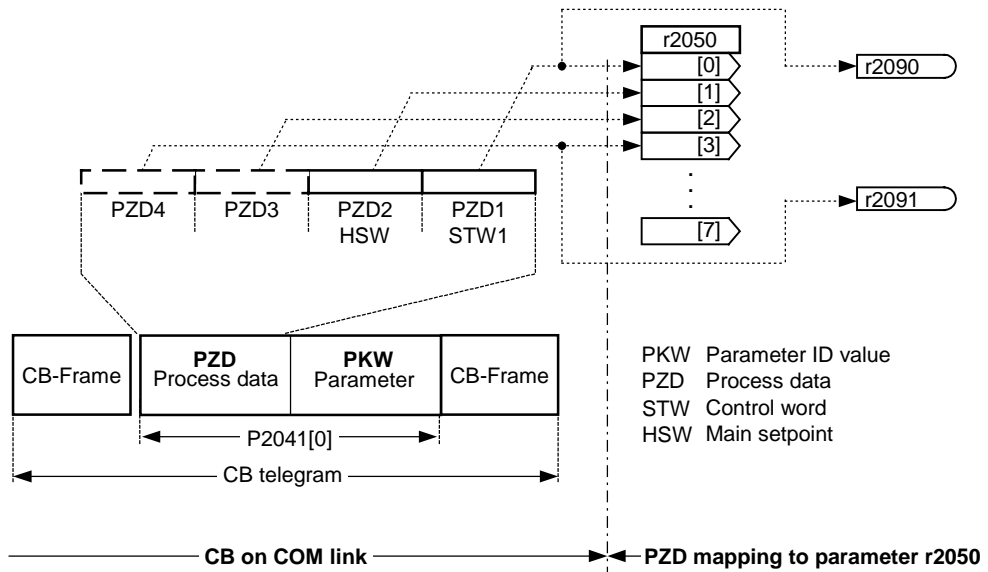 r2050
[0]
r2090
[1]
[2]
[3]
PZD4
PZD3
PZD2
HSW
PZD1
STW1
r2091
[7]
CB-Frame
PZD
Process data
PKW
Parameter
CB-Frame
P2041[0]
CB telegram
PKW Parameter ID value
PZD Process data
STW Control word
HSW Main setpoint
CB on COM link
PZD mapping to parameter r2050